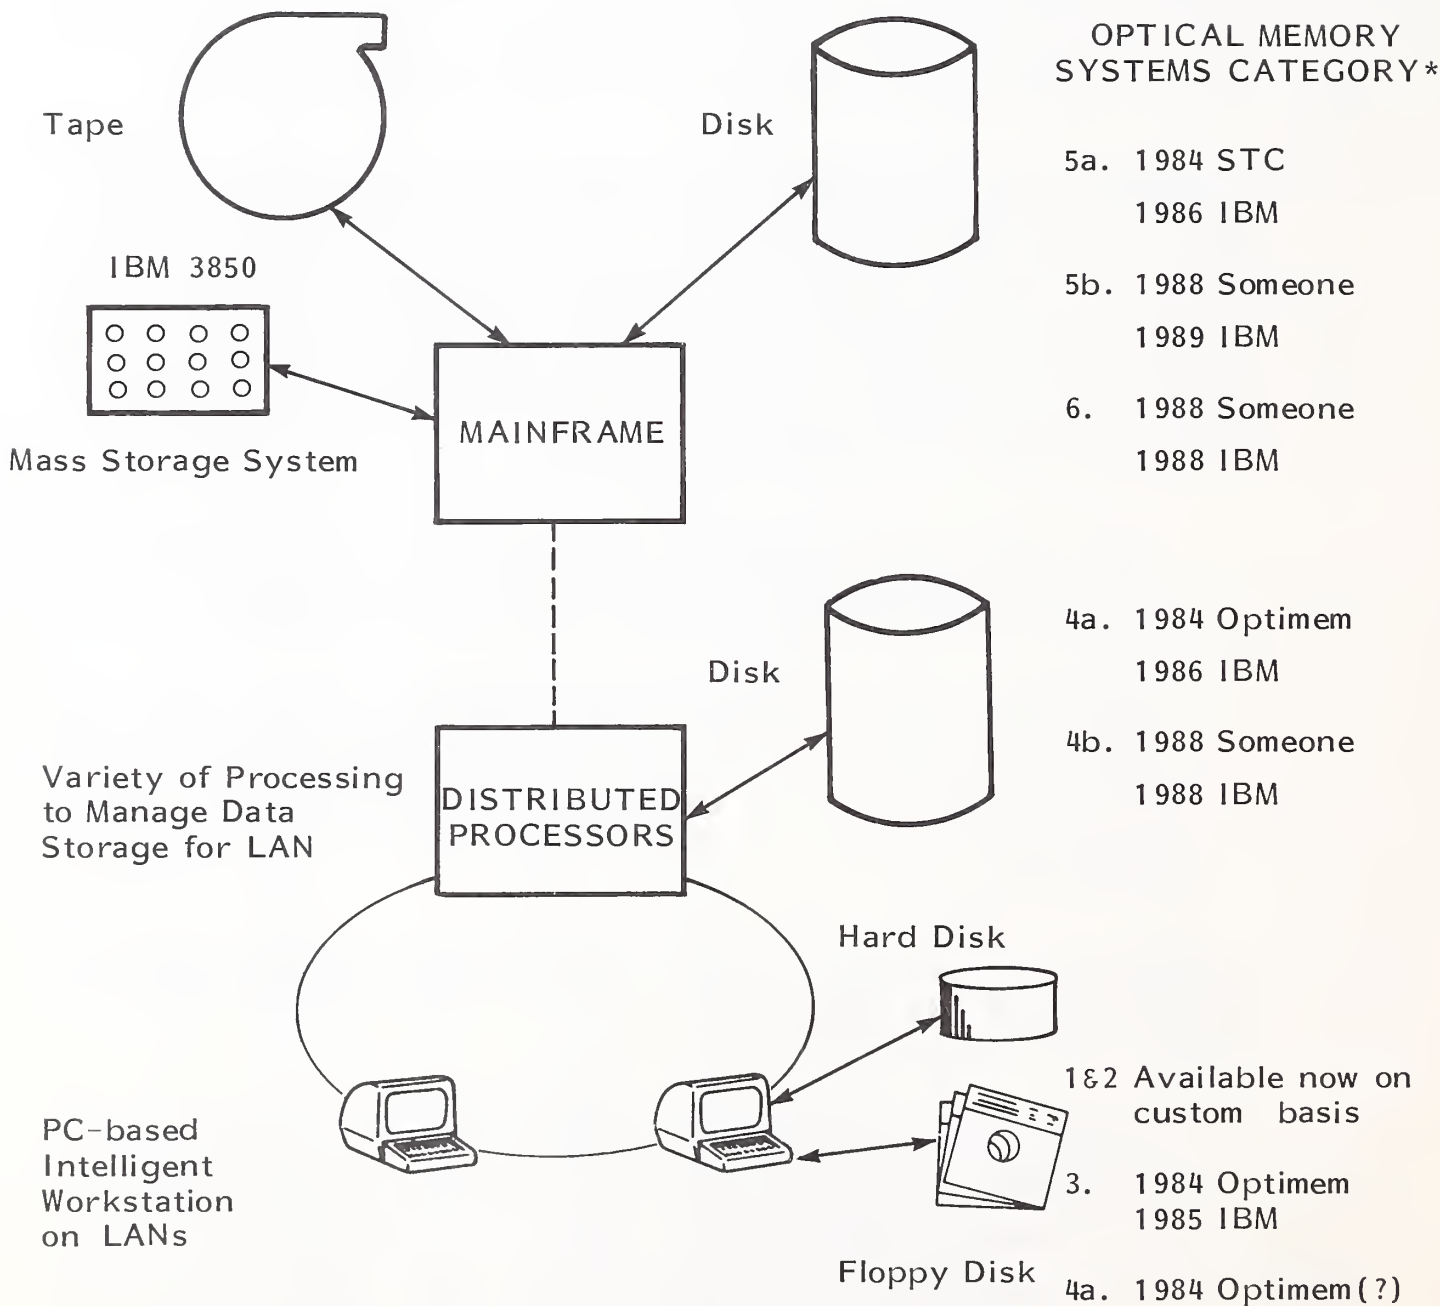 OPTICAL MEMORY
SYSTEMS CATEGORY*
Tape
Disk
5a. 1984 STC
1986 IBM
IBM 3850
5b. 1988 Someone
1989 IBM
MAINFRAME
6. 1988 Someone
1988 IBM
Mass Storage System
Disk
4a. 1984 Optimem
1986 IBM
4b. 1988 Someone
1988 IBM
Variety of Processing
to Manage Data
Storage for LAN
DISTRIBUTED
PROCESSORS
Hard Disk
1&2 Available now on
custom basis
PC-based
Intelligent
Workstation
on LANs
3. 1984 Optimem
1985 IBM
Floppy Disk
4a. 1984 Optimem(?)